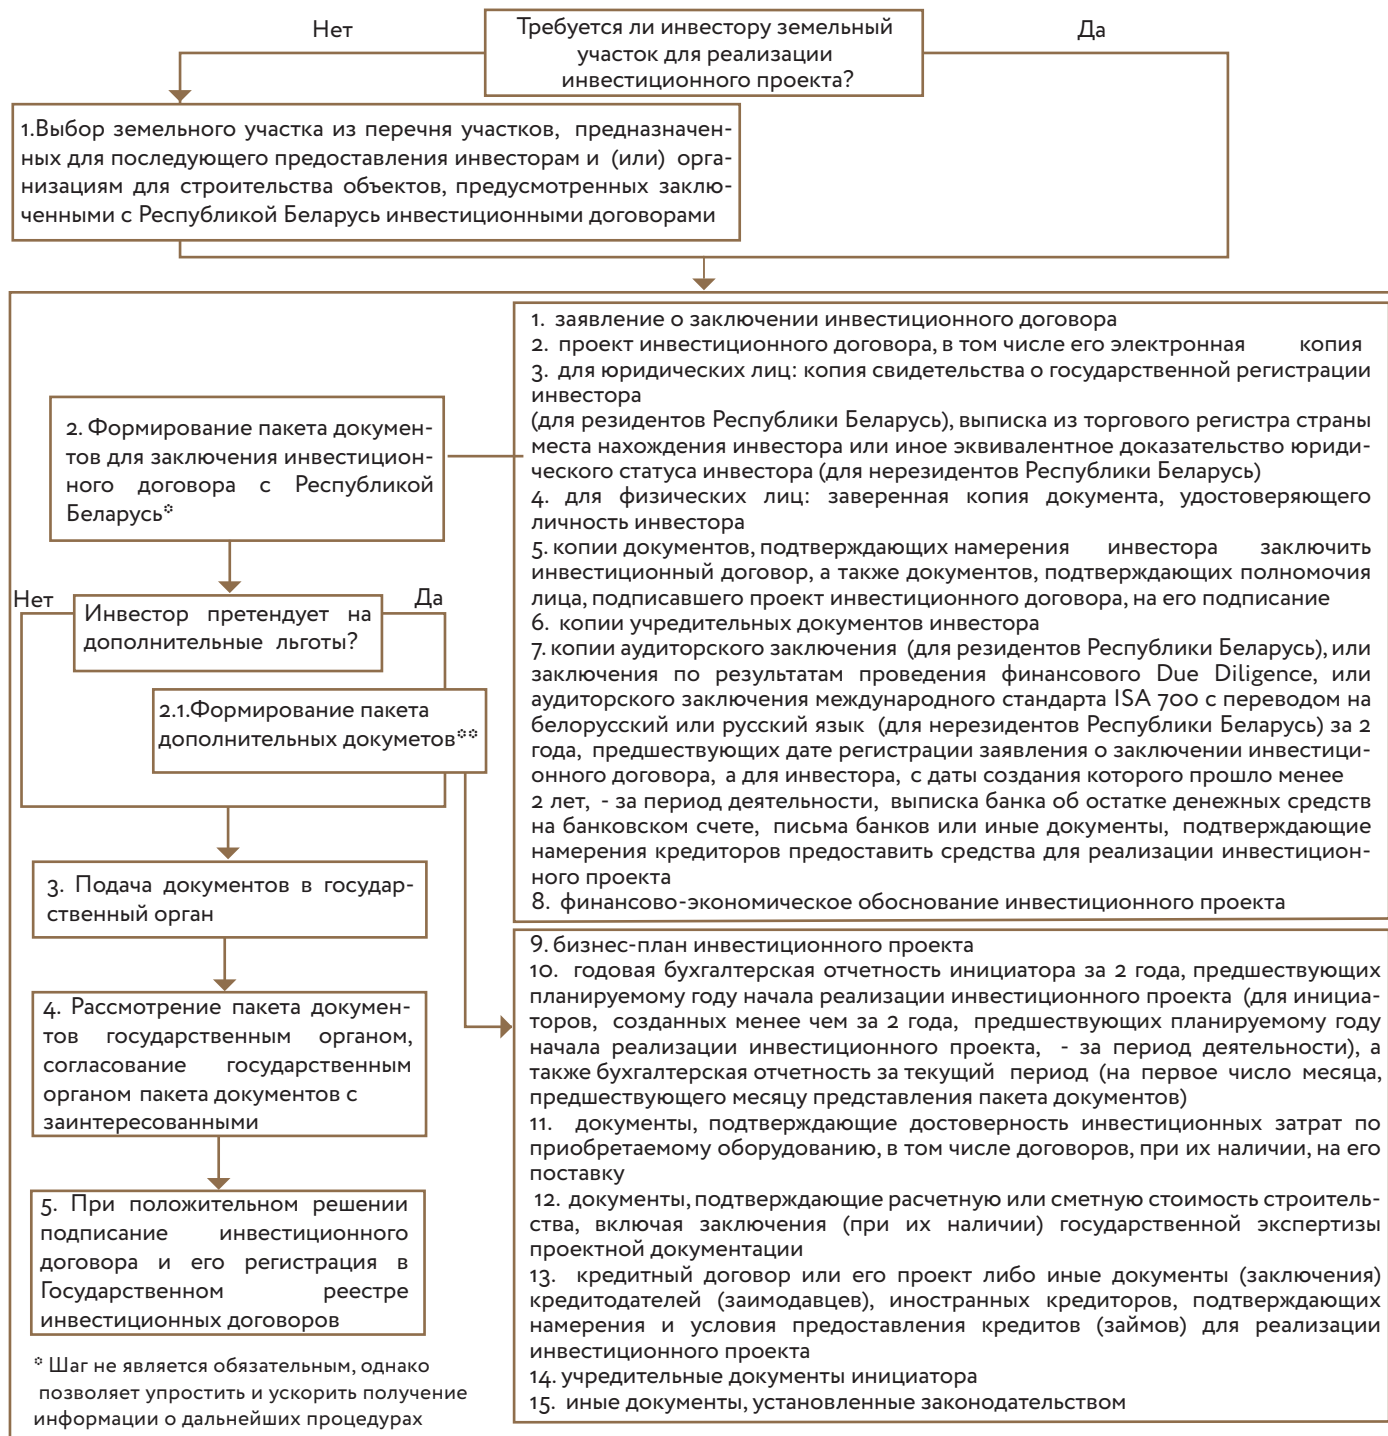 Нет
Требуется ли инвестору земельный
участок для реализации
инвестиционного проекта?
Да
1.Выбор земельного участка из перечня участков, предназначен-
ных для последующего предоставления инвесторам и (или) орга-
низациям для строительства объектов, предусмотренных заклю-
ченными с Республикой Беларусь инвестиционными договорами
2. Формирование пакета докумен-
тов для заключения инвестицион-
ного договора с Республикой
Беларусь*
Нет
Да
Инвестор претендует на
дополнительные льготы?
2.1.Формирование пакета
дополнительных докуметов**
3. Подача документов в государ-
ственный орган
4. Рассмотрение пакета докумен-
тов государственным органом,
согласование государственным
органом пакета документов с
заинтересованными
5. При положительном решении
подписание инвестиционного
договора и его регистрация в
Государственном реестре
инвестиционных договоров
* Шаг не является обязательным, однако
позволяет упростить и ускорить получение
информации о дальнейших процедурах
1. заявление о заключении инвестиционного договора
2. проект инвестиционного договора, в том числе его электронная копия
3. для юридических лиц: копия свидетельства о государственной регистрации
инвестора
(для резидентов Республики Беларусь), выписка из торгового регистра страны
места нахождения инвестора или иное эквивалентное доказательство юриди-
ческого статуса инвестора (для нерезидентов Республики Беларусь)
4. для физических лиц: заверенная копия документа, удостоверяющего
личность инвестора
5. копии документов, подтверждающих намерения инвестора заключить
инвестиционный договор, а также документов, подтверждающих полномочия
лица, подписавшего проект инвестиционного договора, на его подписание
6. копии учредительных документов инвестора
7. копии аудиторского заключения (для резидентов Республики Беларусь), или
заключения по результатам проведения финансового Due Diligence, или
аудиторского заключения международного стандарта ISA 700 с переводом на
белорусский или русский язык (для нерезидентов Республики Беларусь) за 2
года, предшествующих дате регистрации заявления о заключении инвестици-
онного договора, а для инвестора, с даты создания которого прошло менее
2 лет, - за период деятельности, выписка банка об остатке денежных средств
на банковском счете, письма банков или иные документы, подтверждающие
намерения кредиторов предоставить средства для реализации инвестицион-
ного проекта
8. финансово-экономическое обоснование инвестиционного проекта
9. бизнес-план инвестиционного проекта
10. годовая бухгалтерская отчетность инициатора за 2 года, предшествующих
планируемому году начала реализации инвестиционного проекта (для инициа-
торов, созданных менее чем за 2 года, предшествующих планируемому году
начала реализации инвестиционного проекта, - за период деятельности), а
также бухгалтерская отчетность за текущий период (на первое число месяца,
предшествующего месяцу представления пакета документов)
11. документы, подтверждающие достоверность инвестиционных затрат по
приобретаемому оборудованию, в том числе договоров, при их наличии, на его
поставку
12. документы, подтверждающие расчетную или сметную стоимость строитель-
ства, включая заключения (при их наличии) государственной экспертизы
проектной документации
13. кредитный договор или его проект либо иные документы (заключения)
кредитодателей (заимодавцев), иностранных кредиторов, подтверждающих
намерения и условия предоставления кредитов (займов) для реализации
инвестиционного проекта
14. учредительные документы инициатора
15. иные документы, установленные законодательством